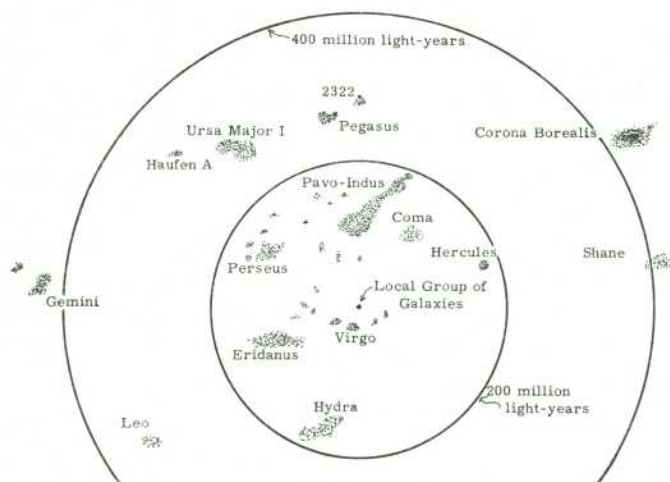 400 million light-years
2322
Pegasus
Ursa Major I
Corona Borealis
Haufen A
Pavo-Indus
Coma
Perseus
Hercules
Shane
Gemini
Local Group of
Galaxies
Virgo
Eridanus
200 million
light-years
Hydra
Leo